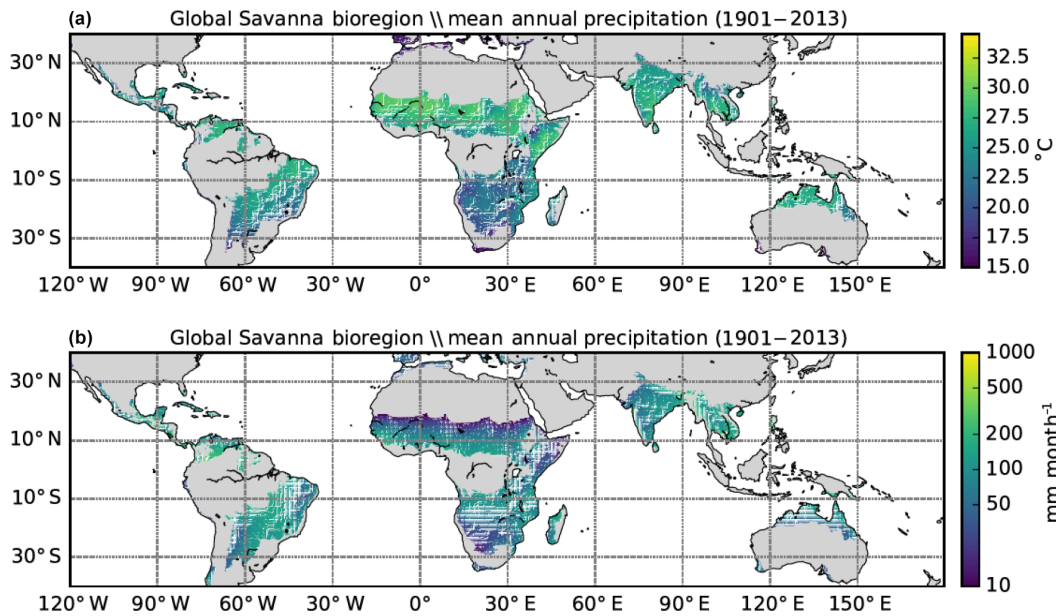 (a) Global Savanna bioregion \\ mean annual precipitation (1901−2013)
30° N
10° N
10° S
30° S
120° W 90° W 60° W 30° W 0° 30° E 60° E 90° E 120° E 150° E
32.5
30.0
27.5
25.0
22.5
20.0
17.5
15.0
°C
(b) Global Savanna bioregion \\ mean annual precipitation (1901−2013)
30° N
10° N
10° S
30° S
120° W 90° W 60° W 30° W 0° 30° E 60° E 90° E 120° E 150° E
1000
500
200
100
50
10
mm month⁻¹